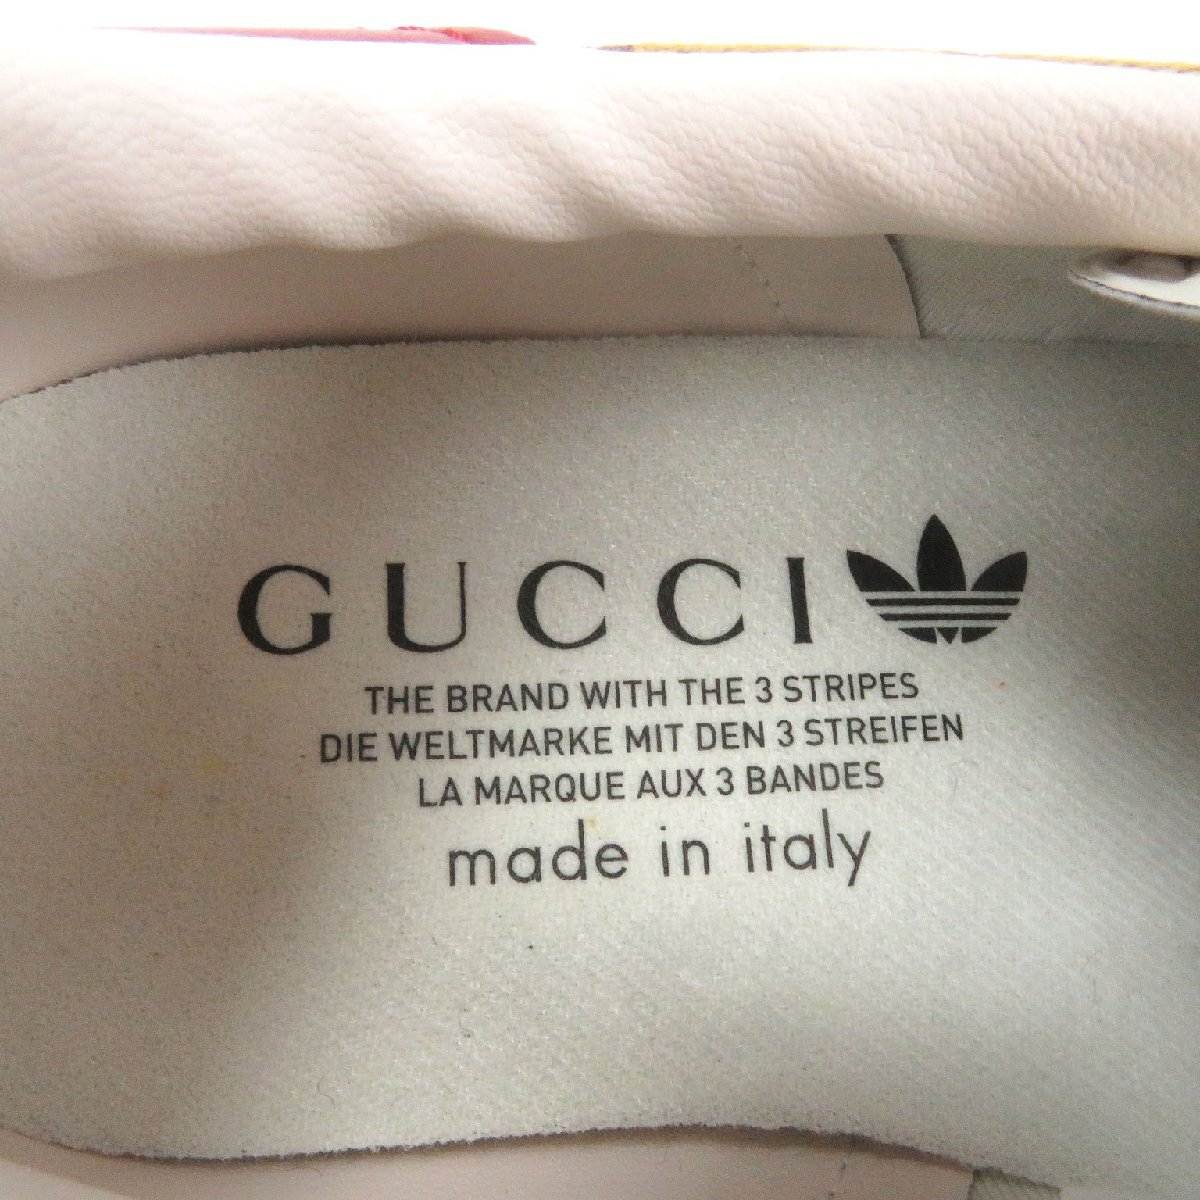 GUCCI
THE BRAND WITH THE 3 STRIPES
DIE WELTMARKE MIT DEN 3 STREIFEN
LA MARQUE AUX 3 BANDES
made in italy